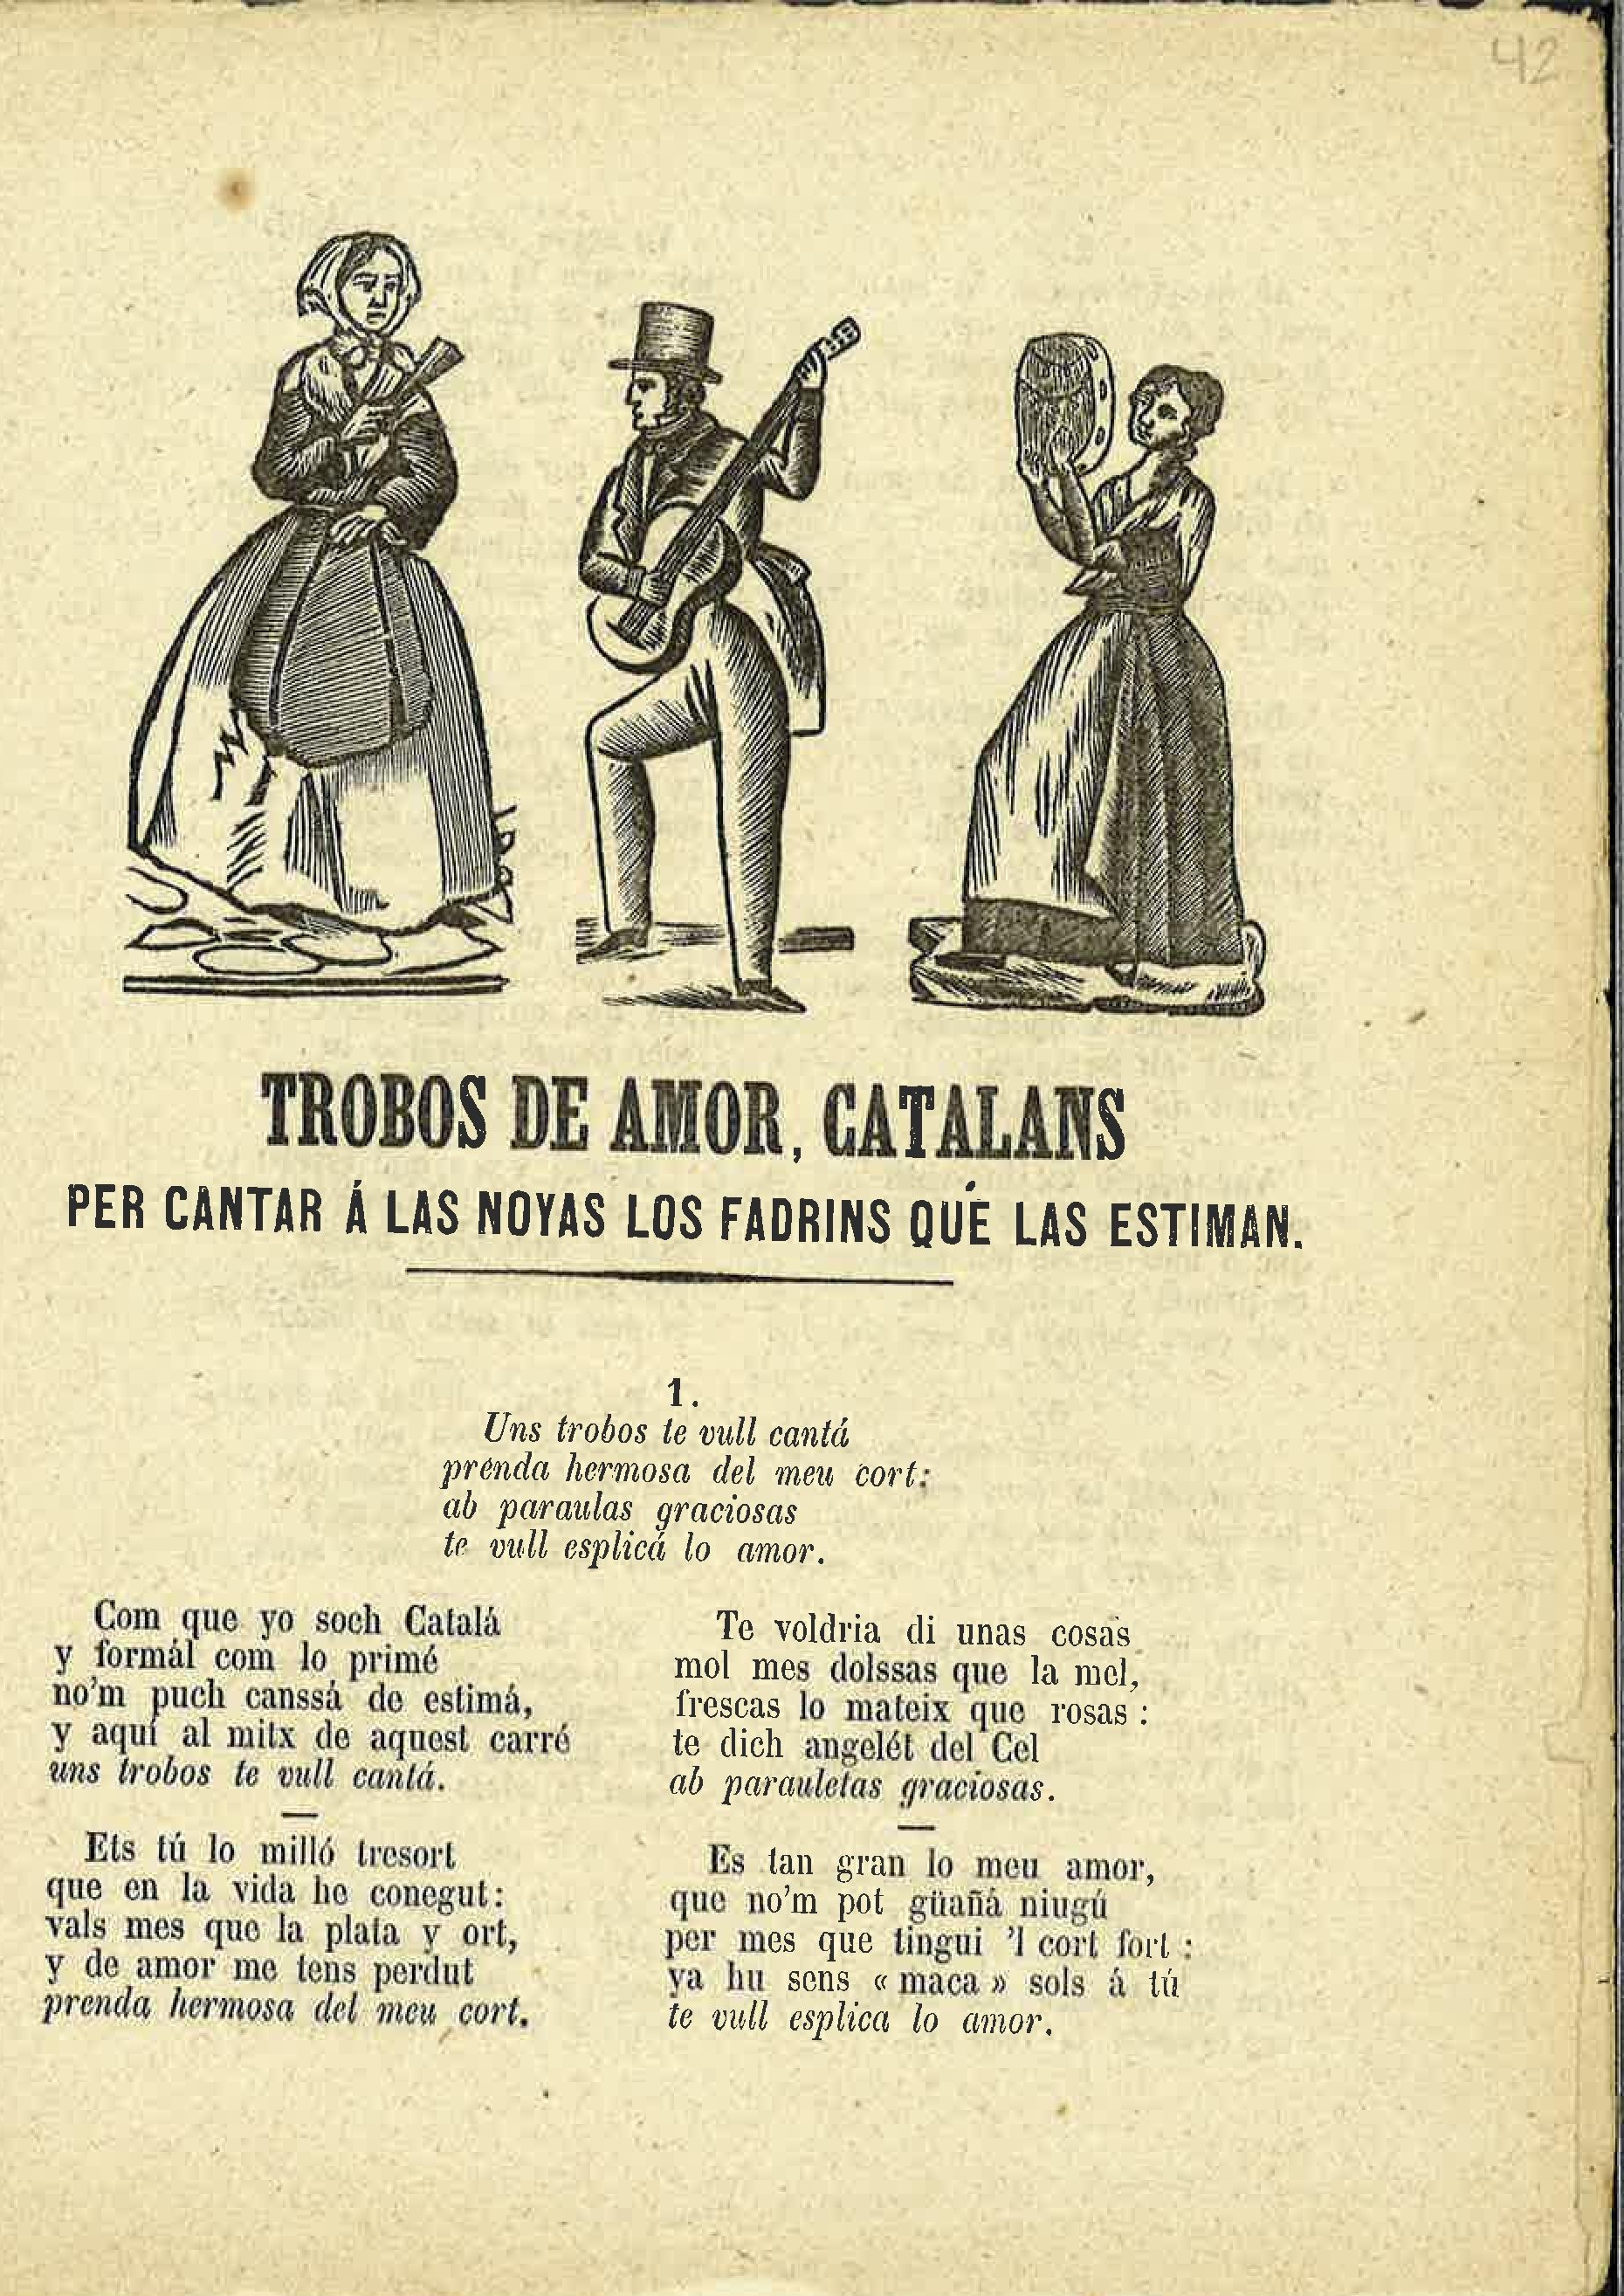 42
TROBOS DE AMOR, CATALANS
PER CANTAR Á LAS NOYAS LOS FADRINS QUÉ LAS ESTIMAN.
1.
Uns trobos te vull cantá
prenda hermosa del meu cort:
ab paraulas graciosas
te vull esplicá lo amor.
Com que yo soch Catalá
y formál com lo primé
no'm puch canssá de estimá,
y aquí al mitx de aquest carré
uns trobos te vull cantá.
Ets tú lo milló tresort
que en la vida he conegut:
vals mes que la plata y ort,
y de amor me tens perdut
prenda hermosa del meu cort.
Te voldria di unas cosas
mol mes dolssas que la mel,
frescas lo mateix que rosas :
te dich angelét del Cel
ab parauletas graciosas.
Es tan gran lo meu amor,
que no'm pot güañá niugú
per mes que tingui 'l cort fort :
ya hu sens « maca » sols á tú
te vull esplica lo amor.